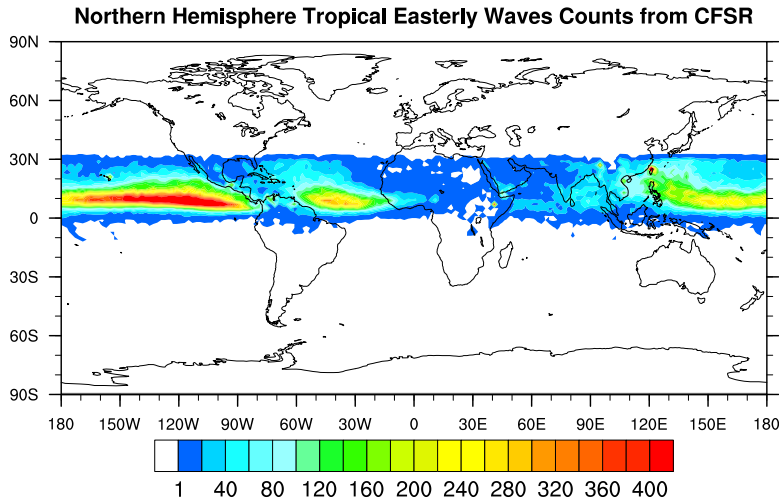 Northern Hemisphere Tropical Easterly Waves Counts from CFSR
90N
60N
30N
0
30S
60S
90S
180 150W 120W 90W 60W 30W 0 30E 60E 90E 120E 150E 180
1 40 80 120 160 200 240 280 320 360 400